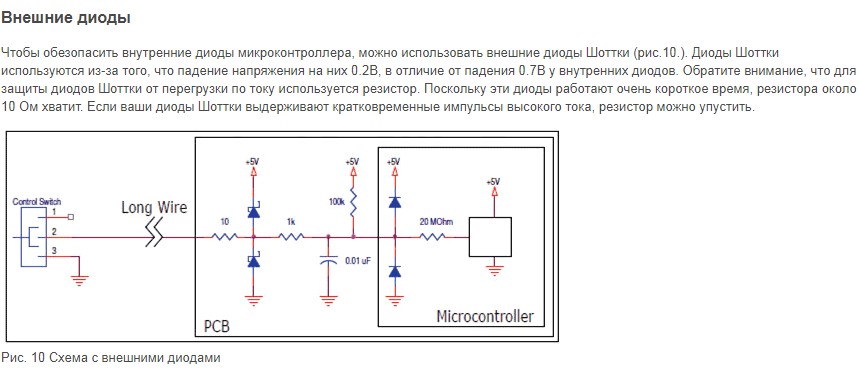 Внешние диоды
Чтобы обезопасить внутренние диоды микроконтроллера, можно использовать внешние диоды Шоттки (рис.10.). Диоды Шоттки
используются из-за того, что падение напряжения на них 0.2В, в отличие от падения 0.7В у внутренних диодов. Обратите внимание, что для
защиты диодов Шоттки от перегрузки по току используется резистор. Поскольку эти диоды работают очень короткое время, резистора около
10 Ом хватит. Если ваши диоды Шоттки выдерживают кратковременные импульсы высокого тока, резистор можно упустить.
+5V
+5V
+5V
+5V
Control Switch
1
2
3
Long Wire
10
1
1
1k
100k
0.01 uF
20 MOhm
PCB
Microcontroller
Рис. 10 Схема с внешними диодами